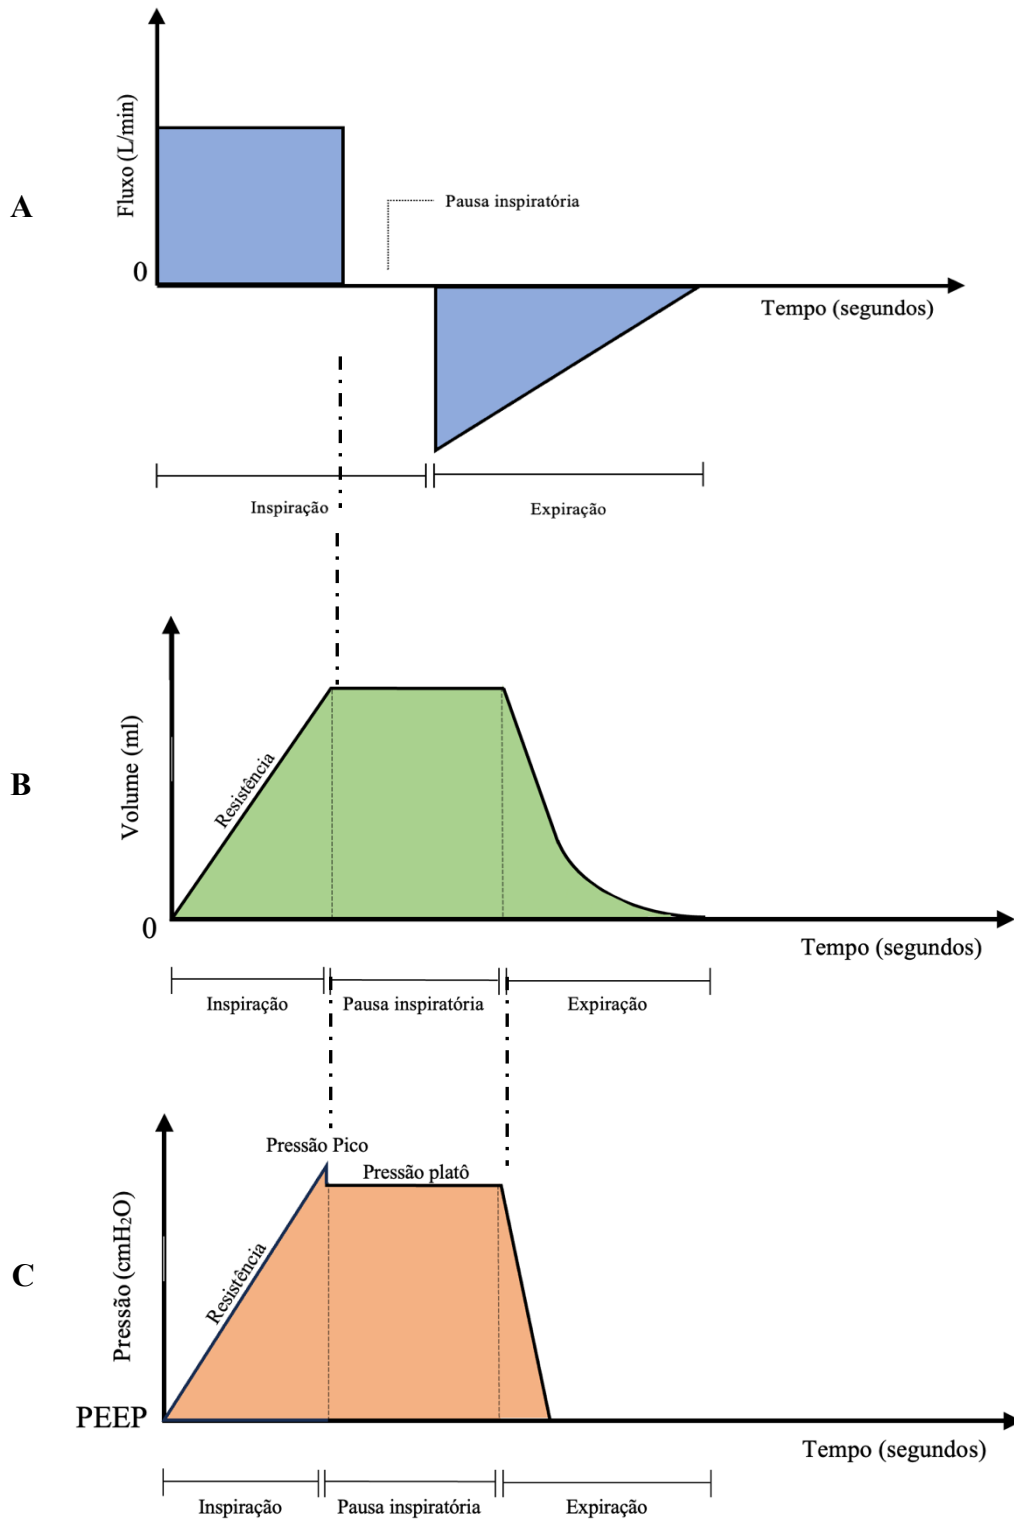 A
Fluxo (L/min)
0
Pausa inspiratória
Tempo (segundos)
Inspiração
Expiração
B
Volume (ml)
Resistência
0
Tempo (segundos)
Inspiração
Pausa inspiratória
Expiração
C
Pressão (cmH₂O)
Pressão Pico
Pressão platô
Resistência
PEEP
Tempo (segundos)
Inspiração
Pausa inspiratória
Expiração